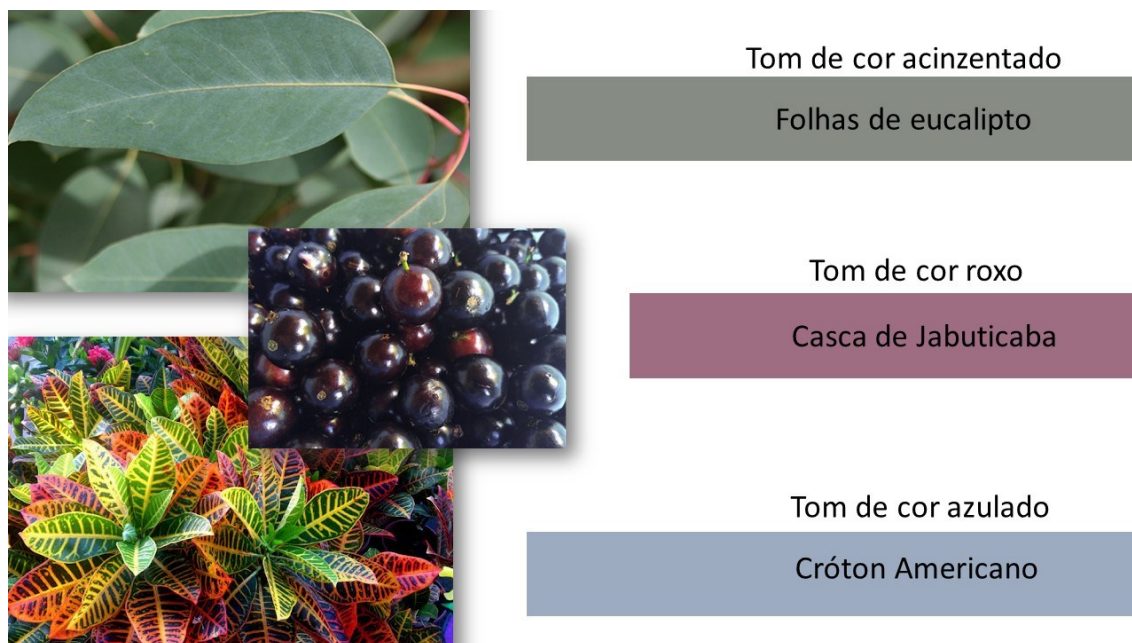 Tom de cor acinzentado
Folhas de eucalipto
Tom de cor roxo
Casca de Jabuticaba
Tom de cor azulado
Cróton Americano